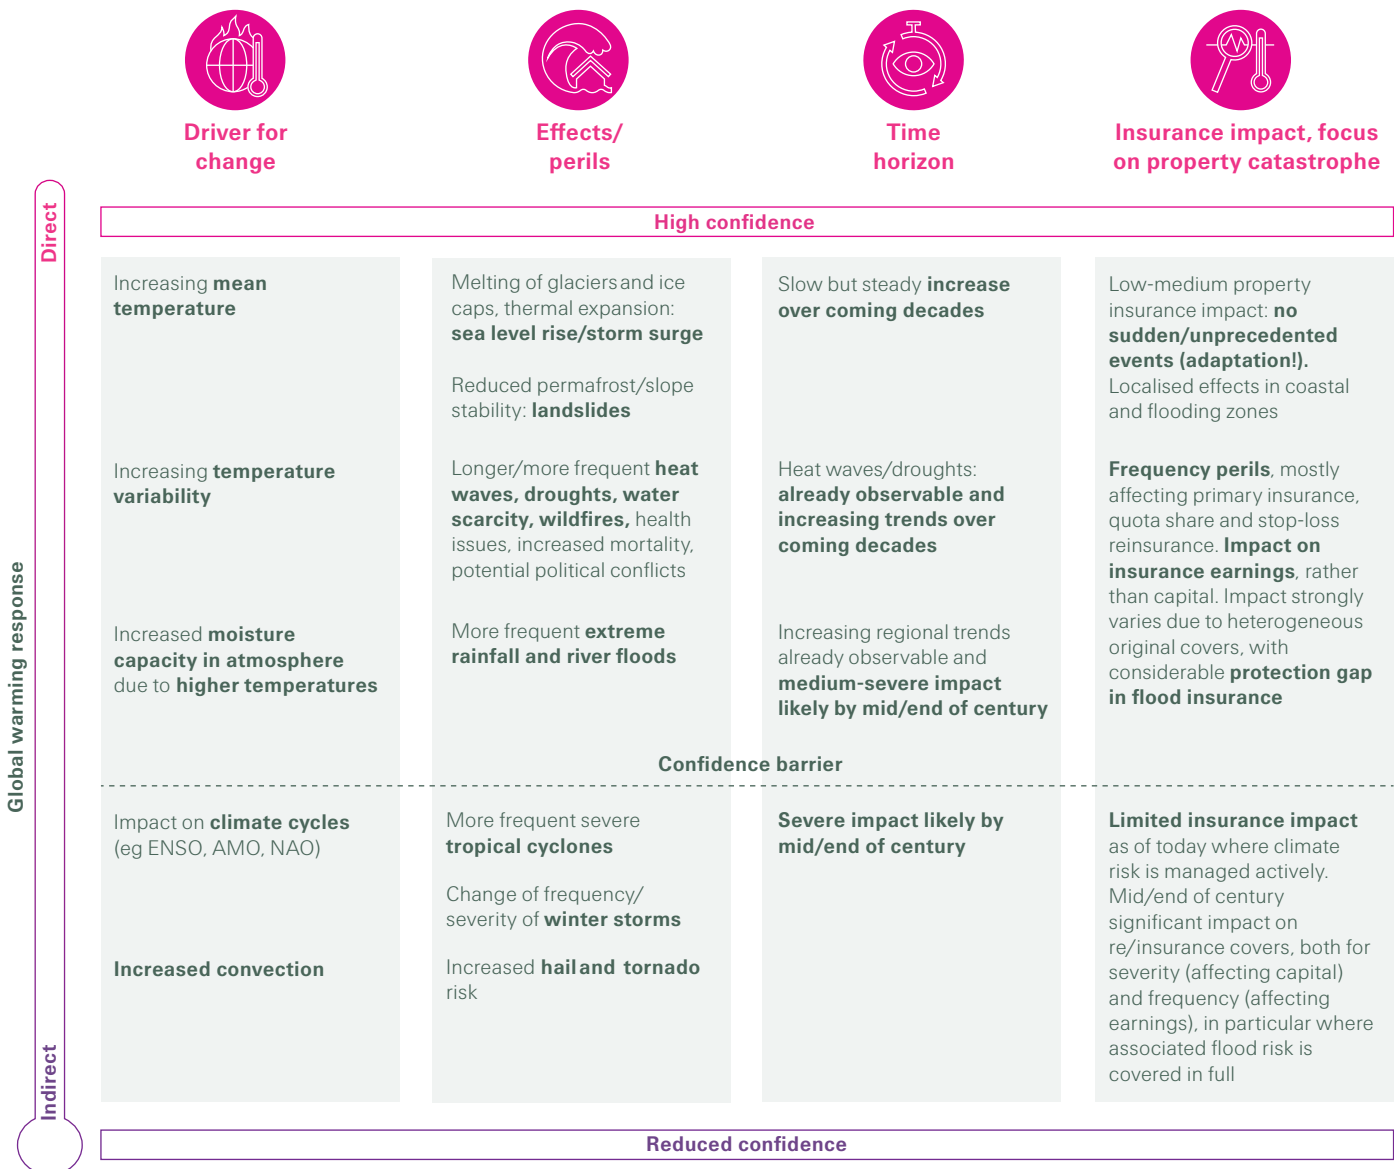 Driver for
change
Effects/
perils
Time
horizon
Insurance impact, focus
on property catastrophe
Global warming response
Direct
Indirect
High confidence
Increasing mean
temperature
Melting of glaciers and ice
caps, thermal expansion:
sea level rise/storm surge
Reduced permafrost/slope
stability: landslides
Slow but steady increase
over coming decades
Low-medium property
insurance impact: no
sudden/unprecedented
events (adaptation!).
Localised effects in coastal
and flooding zones
Increasing temperature
variability
Longer/more frequent heat
waves, droughts, water
scarcity, wildfires, health
issues, increased mortality,
potential political conflicts
Heat waves/droughts:
already observable and
increasing trends over
coming decades
Frequency perils, mostly
affecting primary insurance,
quota share and stop-loss
reinsurance. Impact on
insurance earnings, rather
than capital. Impact strongly
varies due to heterogeneous
original covers, with
considerable protection gap
in flood insurance
Increased moisture
capacity in atmosphere
due to higher temperatures
More frequent extreme
rainfall and river floods
Increasing regional trends
already observable and
medium-severe impact
likely by mid/end of century
Confidence barrier
Impact on climate cycles
(eg ENSO, AMO, NAO)
More frequent severe
tropical cyclones
Change of frequency/
severity of winter storms
Severe impact likely by
mid/end of century
Limited insurance impact
as of today where climate
risk is managed actively.
Mid/end of century
significant impact on
re/insurance covers, both for
severity (affecting capital)
and frequency (affecting
earnings), in particular where
associated flood risk is
covered in full
Increased convection
Increased hail and tornado
risk
Reduced confidence